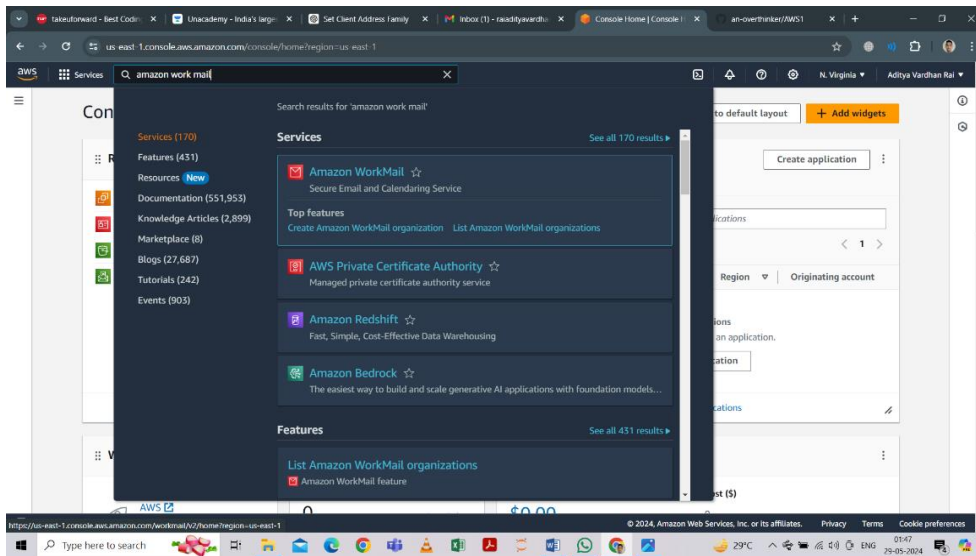 takeuforward - Best Codin
Unacademy - India's larges
Set Client Address Family
Inbox (1) - raiadityavardha
Console Home | Console H
an-overthinker/AWS1
us-east-1.console.aws.amazon.com/console/home?region=us-east-1
aws
Services
amazon work mail
N. Virginia
Aditya Vardhan Rai
Con
to default layout
+ Add widgets
Search results for 'amazon work mail'
Services (170)
Features (431)
Resources New
Documentation (551,953)
Knowledge Articles (2,899)
Marketplace (8)
Blogs (27,687)
Tutorials (242)
Events (903)
Services
See all 170 results
Amazon WorkMail
Secure Email and Calendaring Service
Top features
Create Amazon WorkMail organization List Amazon WorkMail organizations
AWS Private Certificate Authority
Managed private certificate authority service
Amazon Redshift
Fast, Simple, Cost-Effective Data Warehousing
Amazon Bedrock
The easiest way to build and scale generative AI applications with foundation models...
Features
See all 431 results
List Amazon WorkMail organizations
Amazon WorkMail feature
R
Create application
lications
1
Region
Originating account
ions
an application.
cation
cations
W
st ($)
AWS
0
$0.00
https://us-east-1.console.aws.amazon.com/workmail/v2/home?region=us-east-1
© 2024, Amazon Web Services, Inc. or its affiliates.
Privacy
Terms
Cookie preferences
Type here to search
29°C
ENG
01:47
29-05-2024